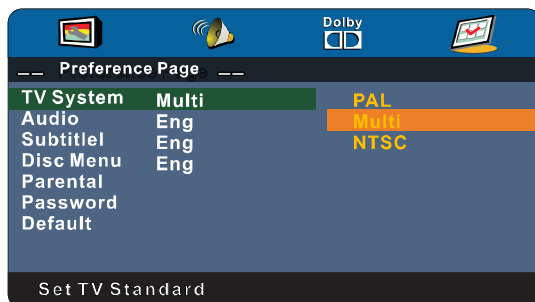 Dolby
__ Preference Page __
TV System Multi PAL
Audio Eng Multi
Subtitlel Eng NTSC
Disc Menu Eng
Parental
Password
Default
Set TV Standard